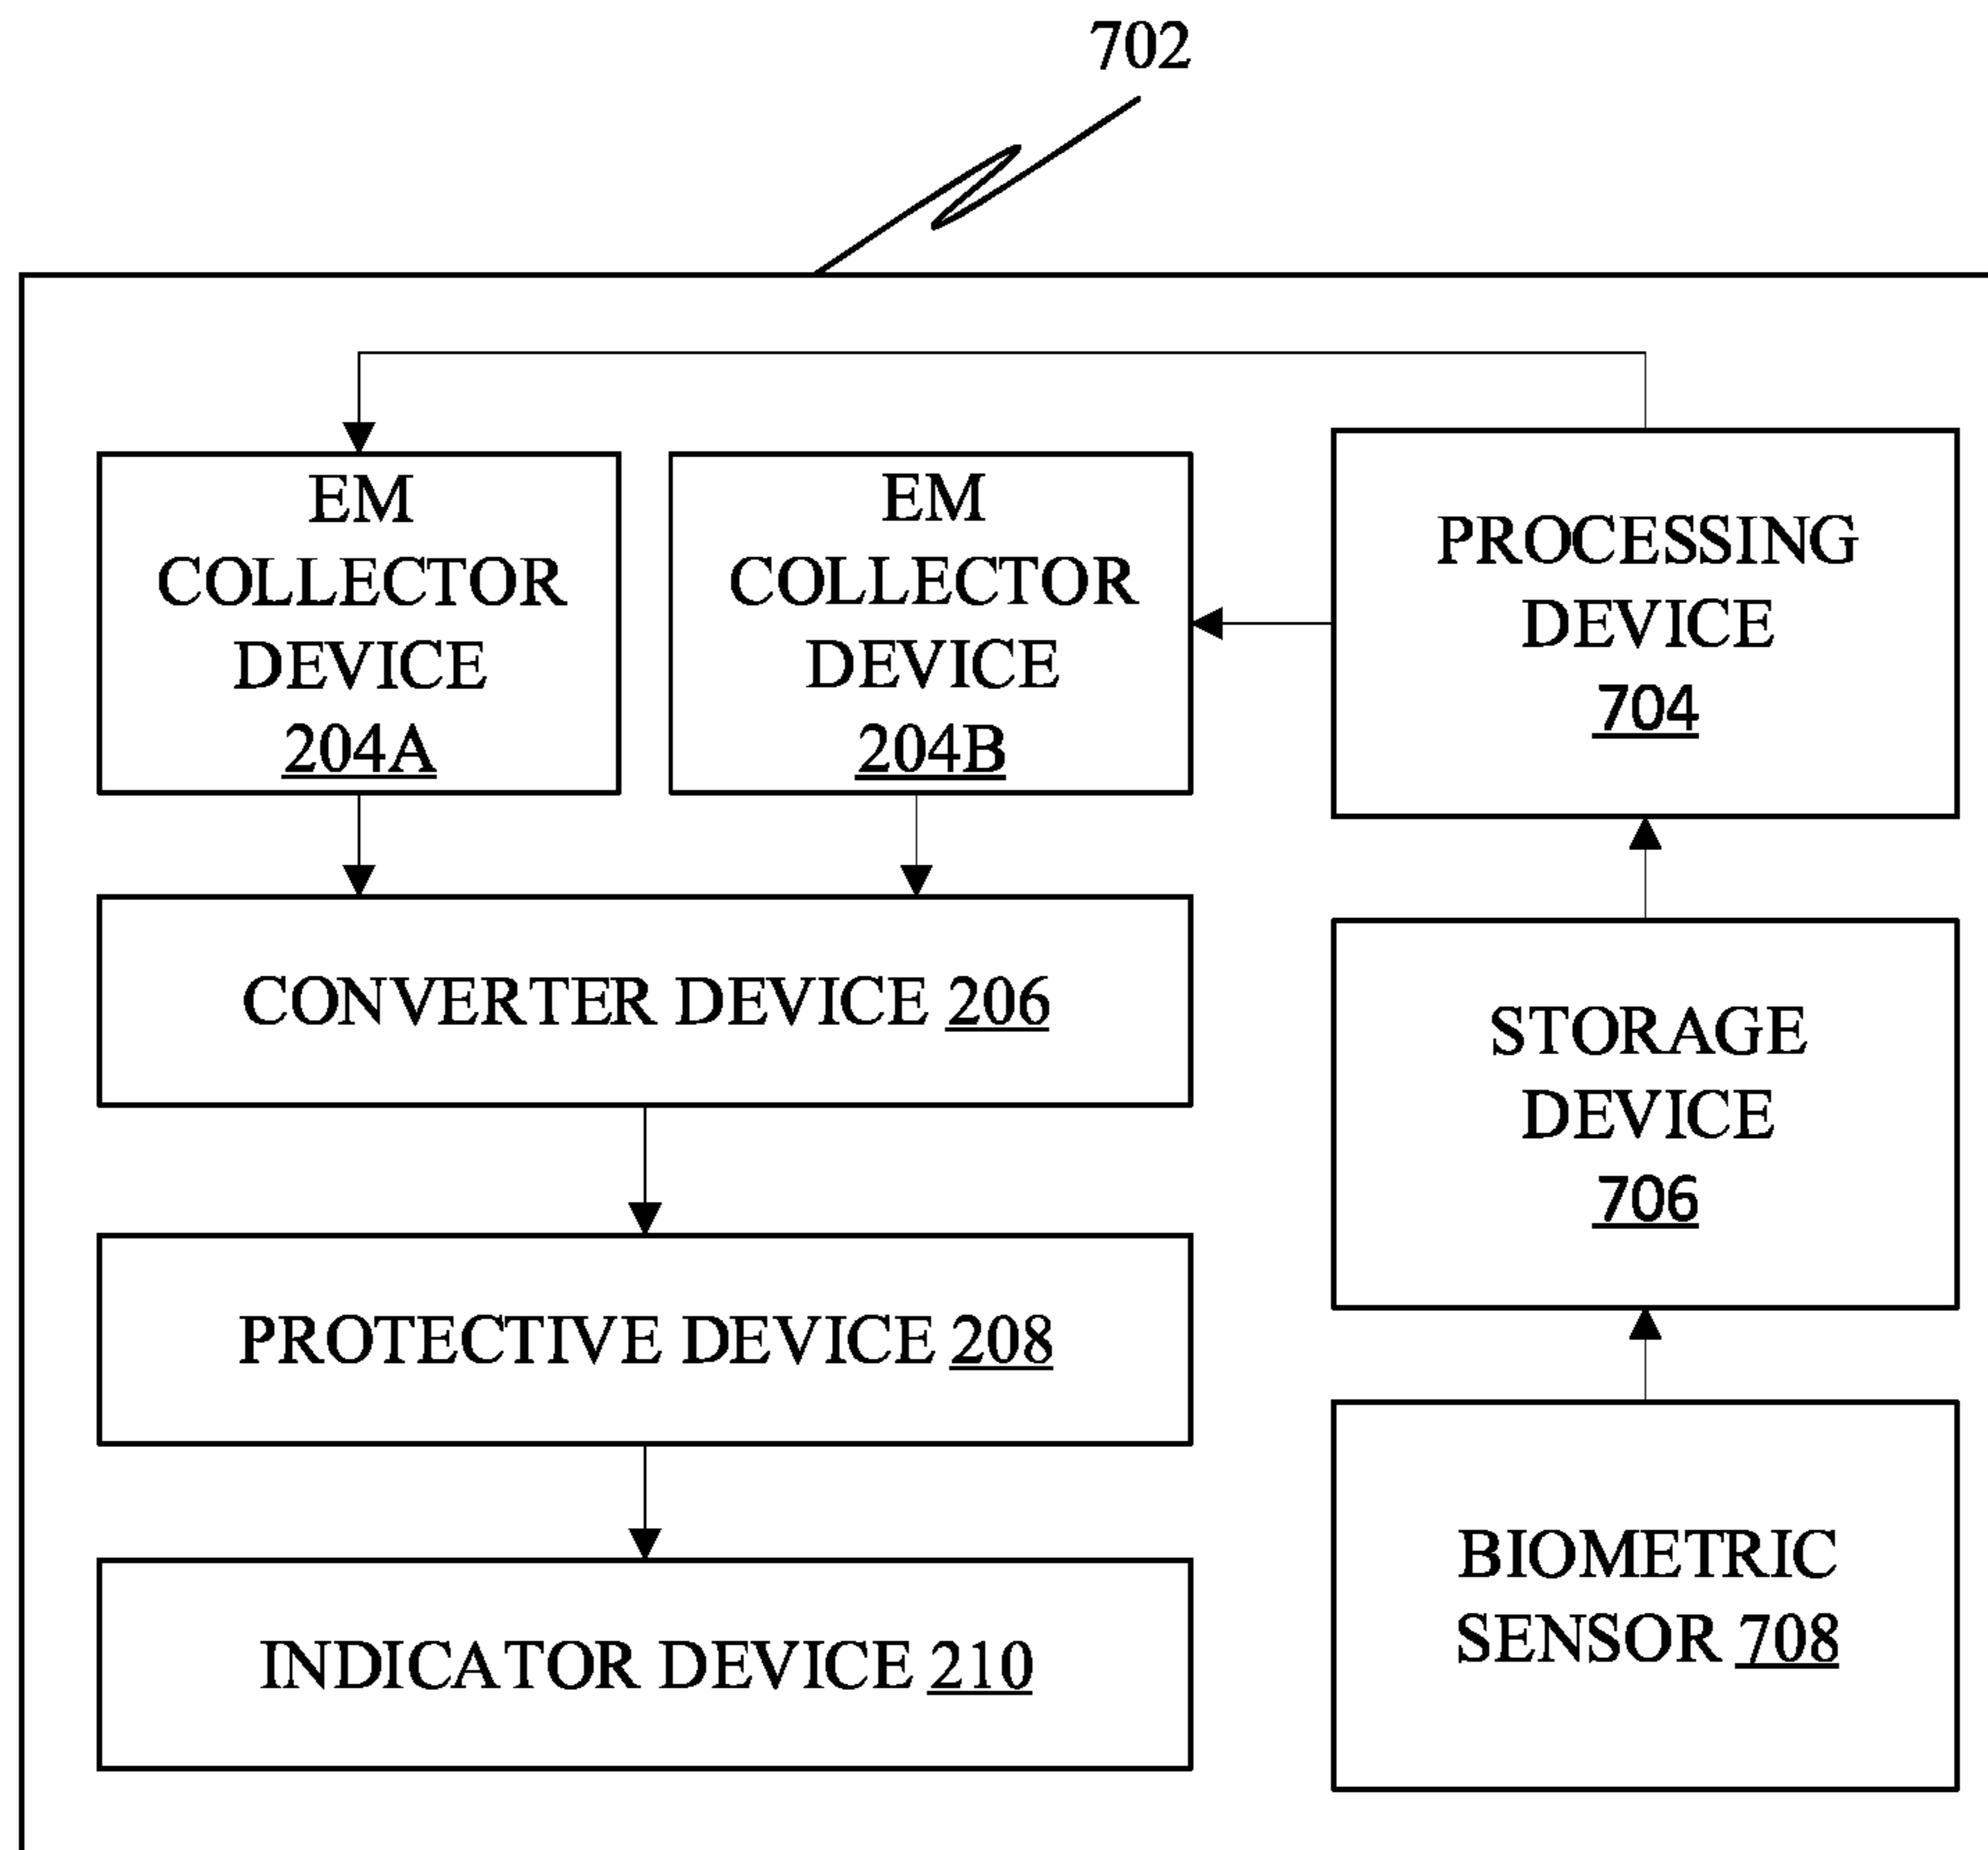 702
EM
COLLECTOR
DEVICE
204A
EM
COLLECTOR
DEVICE
204B
PROCESSING
DEVICE
704
CONVERTER DEVICE 206
STORAGE
DEVICE
706
PROTECTIVE DEVICE 208
BIOMETRIC
SENSOR 708
INDICATOR DEVICE 210